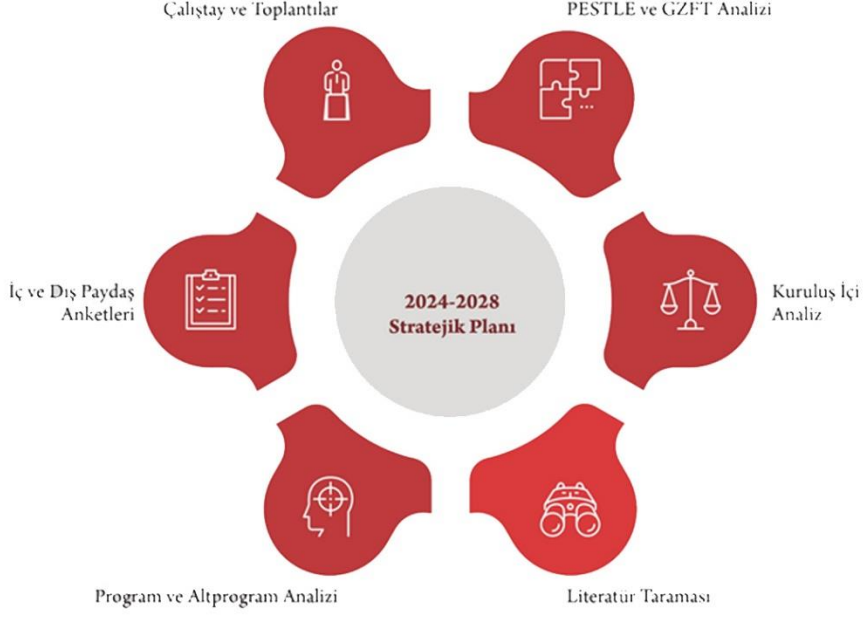 Çalıştay ve Toplantılar
PESTLE ve GZFT Analizi
İç ve Dış Paydaş
Anketleri
2024-2028
Stratejik Planı
Kuruluş İçi
Analiz
Program ve Altprogram Analizi
Literatür Taraması